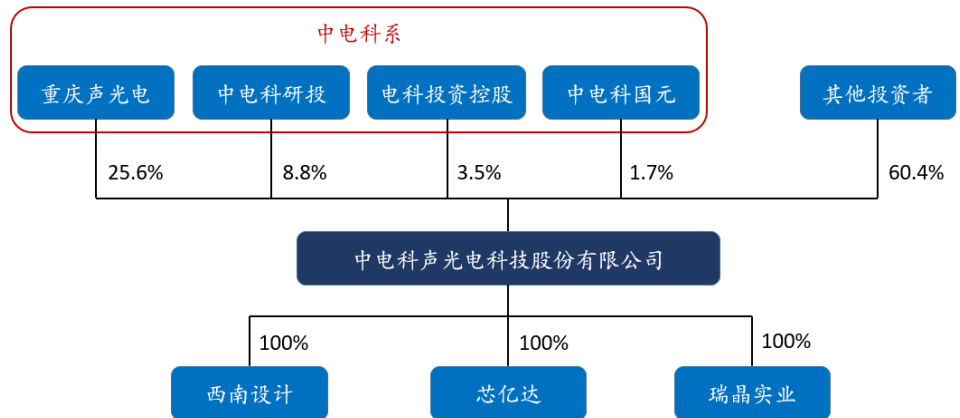 中电科系
重庆声光电
中电科研投
电科投资控股
中电科国元
其他投资者
25.6%
8.8%
3.5%
1.7%
60.4%
中电科声光电科技股份有限公司
100%
100%
100%
西南设计
芯亿达
瑞晶实业